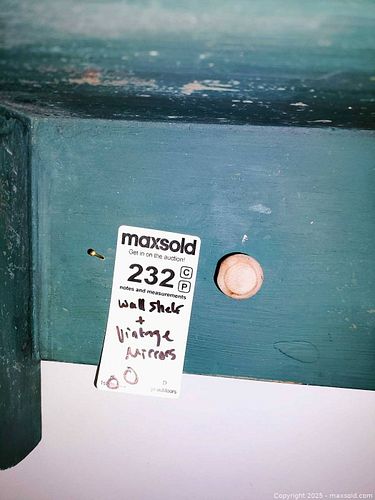 maxsold
Get in on the auction!
232 C
P
notes and measurements
wall shelf
+
Vintage
Mirrors
Copyright 2025 - maxsold.com